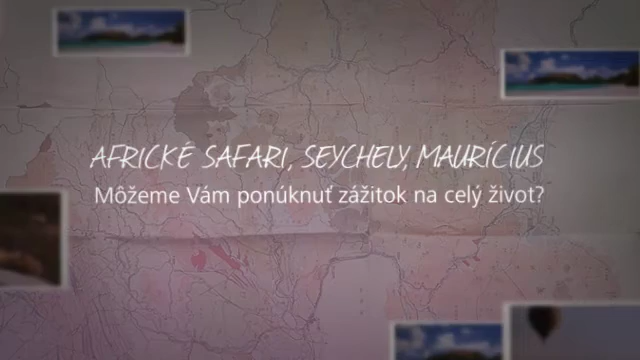 AFRICKÉ SAFARI, SEYCHELY, MAURÍCIUS
Môžeme Vám ponúknuť zážitok na celý život?